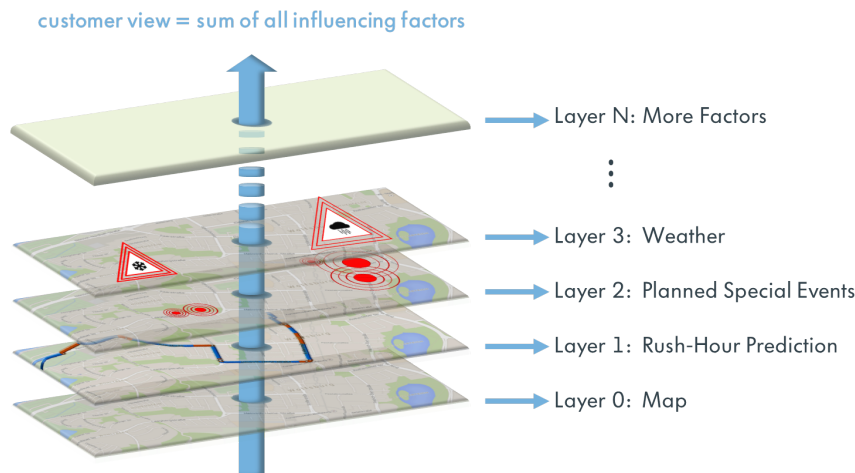 customer view = sum of all influencing factors
Layer N: More Factors
Layer 3: Weather
Layer 2: Planned Special Events
Layer 1: Rush-Hour Prediction
Layer 0: Map